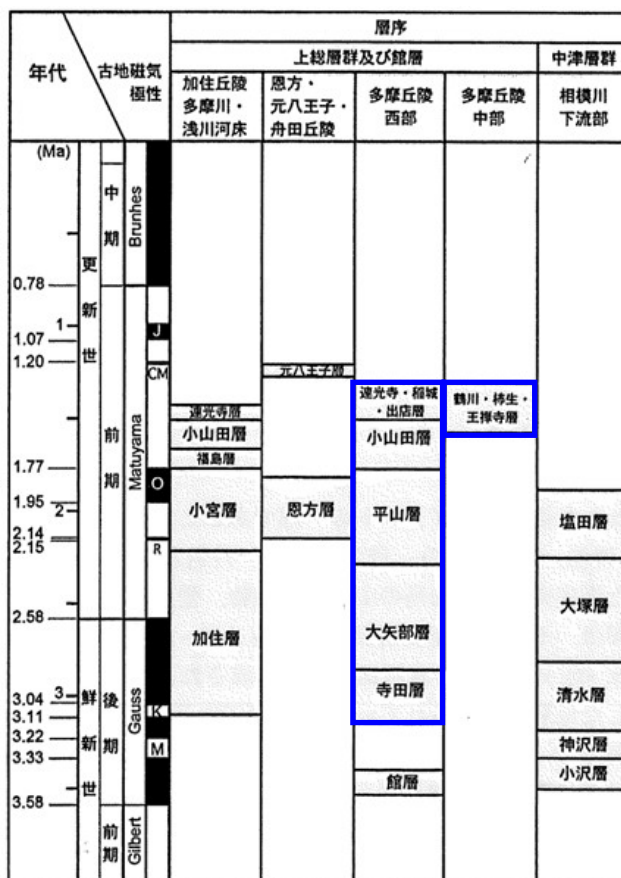 層序
年代
古地磁気
極性
上総層群及び館層
中津層群
加住丘陵
多摩川・
浅川河床
恩方・
元八王子・
舟田丘陵
多摩丘陵
西部
多摩丘陵
中部
相模川
下流部
(Ma)
中
期
Brunhes
更
新
世
0.78
1
J
1.07
1.20
CM
元八王子層
連光寺・稲城
・出店層
鶴川・柿生・
王禅寺層
連光寺層
前
期
Matuyama
小山田層
小山田層
福島層
1.77
O
1.95
2
小宮層
恩方層
平山層
塩田層
2.14
2.15
R
大塚層
2.58
加住層
大矢部層
3
鮮
新
世
後
期
Gauss
寺田層
清水層
3.04
K
3.11
3.22
M
神沢層
3.33
館層
小沢層
3.58
前
期
Gilbert